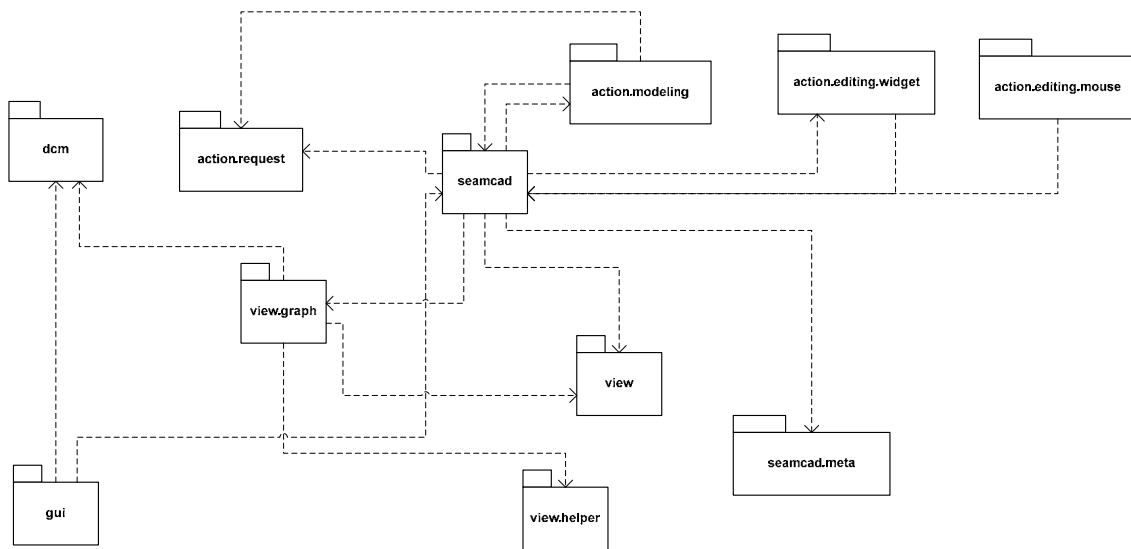 action.modeling
action.editing.widget
action.editing.mouse
dcm
action.request
seamcad
view.graph
view
seamcad.meta
gui
view.helper